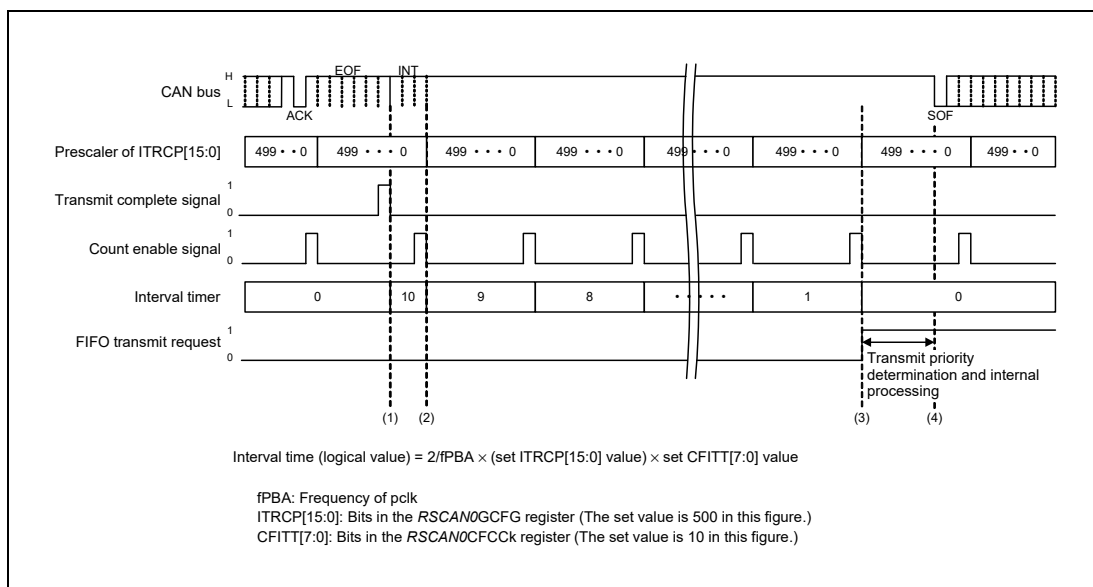 EOF INT
H
CAN bus
L
ACK SOF
Prescaler of ITRCP[15:0] 499 • • 0 499 • • • 0 499 • • • 0 499 • • • 0 499 • • • 0 499 • • • 0 499 • • • 0 499 • • 0
1
Transmit complete signal
0
1
Count enable signal
0
Interval timer 0 10 9 8 • • • • • 1 0
1
FIFO transmit request
0
Transmit priority
determination and internal
processing
(1) (2) (3) (4)
Interval time (logical value) = 2/fPBA × (set ITRCP[15:0] value) × set CFITT[7:0] value
fPBA: Frequency of pclk
ITRCP[15:0]: Bits in the RSCAN0GCFG register (The set value is 500 in this figure.)
CFITT[7:0]: Bits in the RSCAN0CFCCk register (The set value is 10 in this figure.)